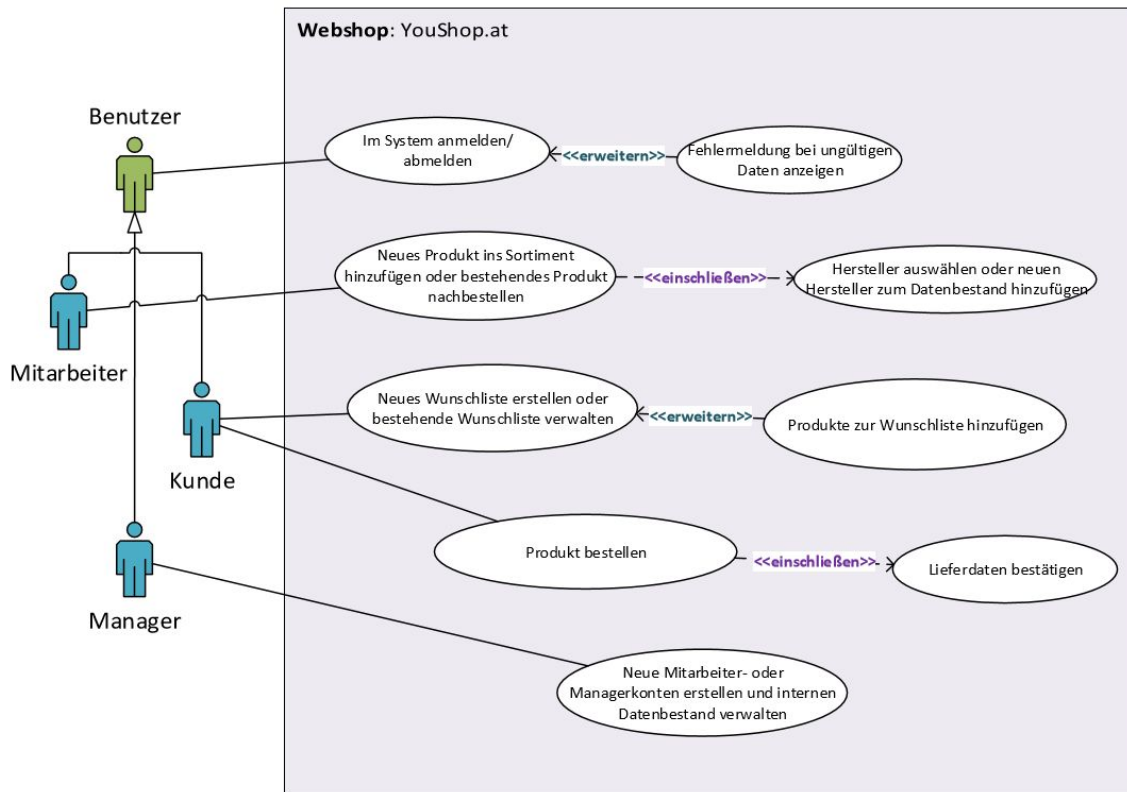 Webshop: YouShop.at
Benutzer
Im System anmelden/
abmelden
<<erweitern>>
Fehlermeldung bei ungültigen
Daten anzeigen
Mitarbeiter
Neues Produkt ins Sortiment
hinzufügen oder bestehendes Produkt
nachbestellen
<<einschließen>>
Hersteller auswählen oder neuen
Hersteller zum Datenbestand hinzufügen
Kunde
Neues Wunschliste erstellen oder
bestehende Wunschliste verwalten
<<erweitern>>
Produkte zur Wunschliste hinzufügen
Produkt bestellen
<<einschließen>>
Lieferdaten bestätigen
Manager
Neue Mitarbeiter- oder
Managerkonten erstellen und internen
Datenbestand verwalten